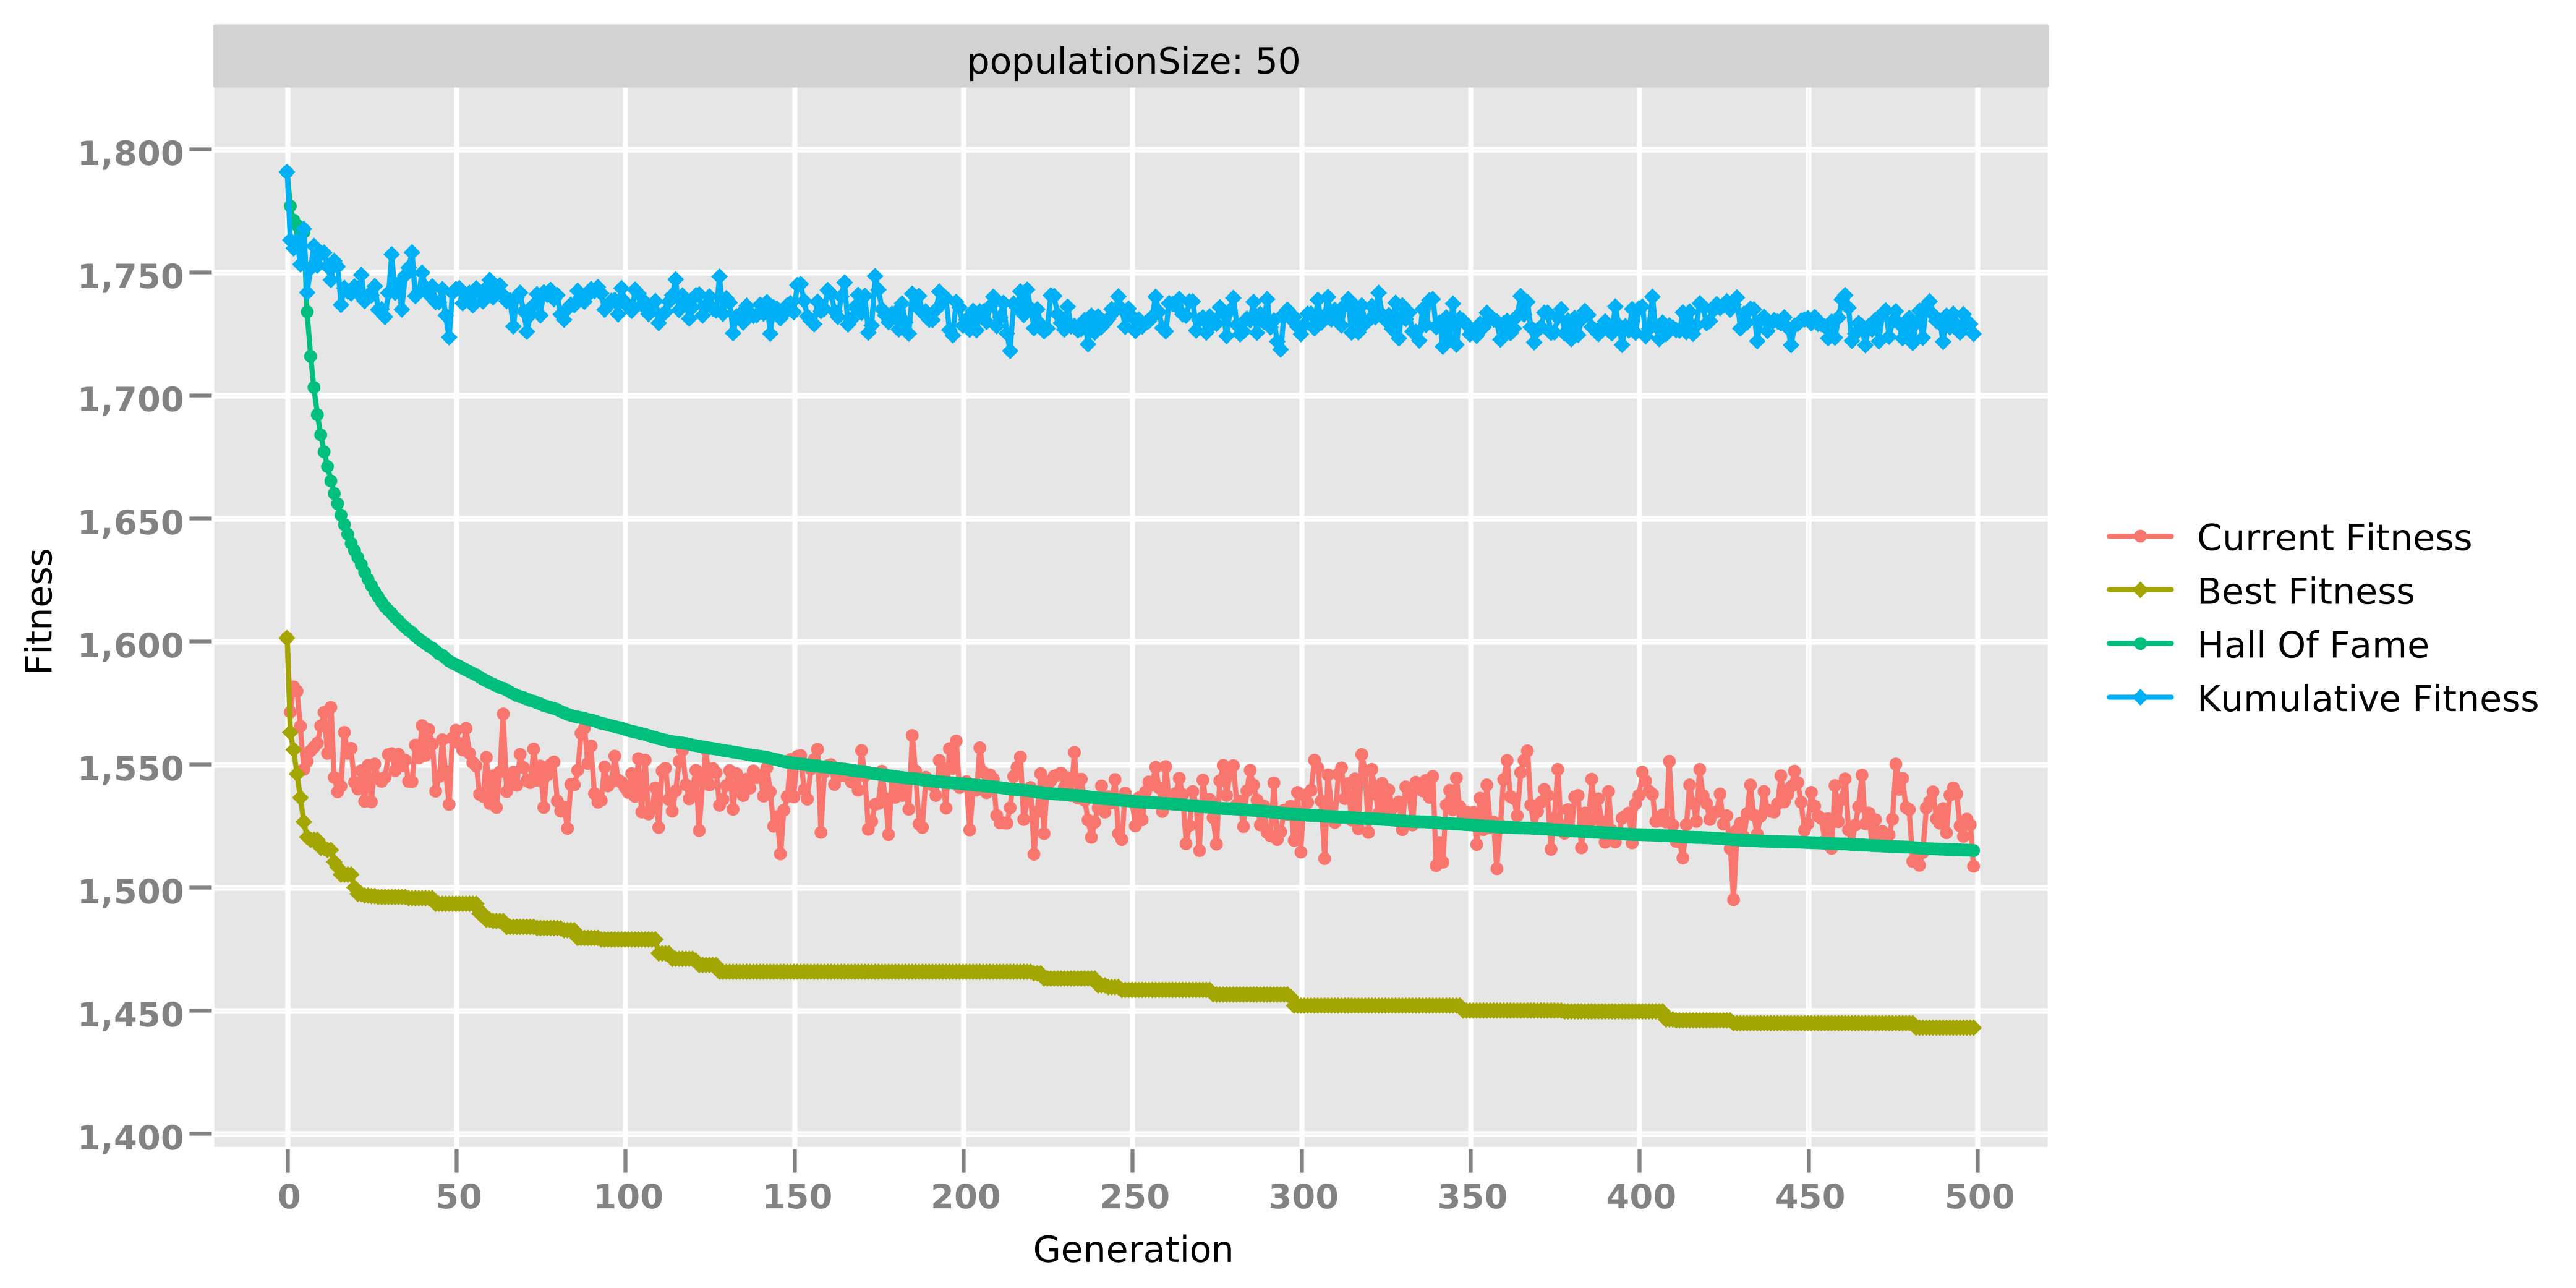 populationSize: 50
1,800
1,750
1,700
1,650
1,600
1,550
1,500
1,450
1,400
Fitness
0 50 100 150 200 250 300 350 400 450 500
Generation
Current Fitness
Best Fitness
Hall Of Fame
Kumulative Fitness